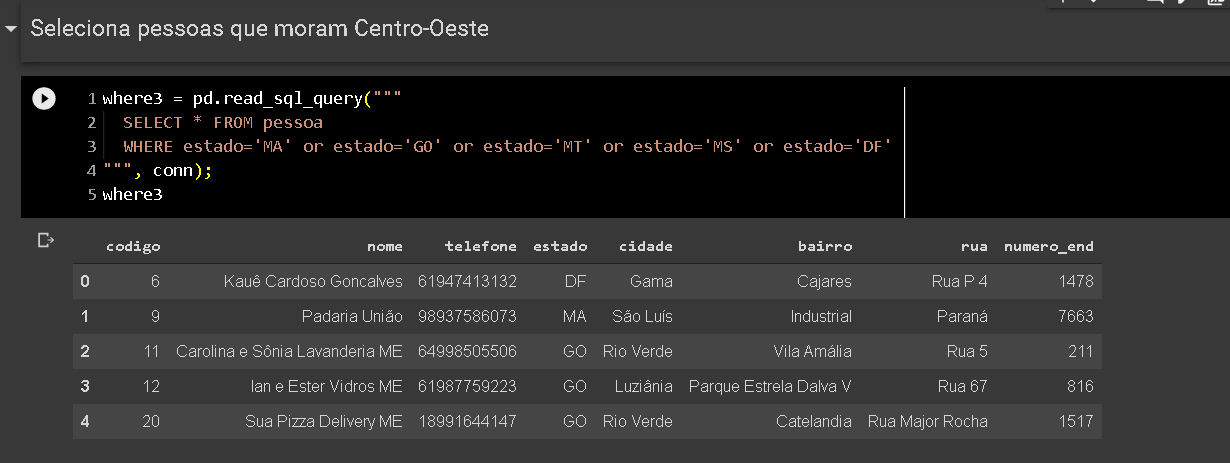 Seleciona pessoas que moram Centro-Oeste
1 where3 = pd.read_sql_query("""
2 SELECT * FROM pessoa
3 WHERE estado='MA' or estado='GO' or estado='MT' or estado='MS' or estado='DF'
4 """, conn);
5 where3
codigo nome telefone estado cidade bairro rua numero_end
0 6 Kauê Cardoso Goncalves 61947413132 DF Gama Cajares Rua P 4 1478
1 9 Padaria União 98937586073 MA São Luís Industrial Paraná 7663
2 11 Carolina e Sônia Lavanderia ME 64998505506 GO Rio Verde Vila Amália Rua 5 211
3 12 Ian e Ester Vidros ME 61987759223 GO Luziânia Parque Estrela Dalva V Rua 67 816
4 20 Sua Pizza Delivery ME 18991644147 GO Rio Verde Catelandia Rua Major Rocha 1517